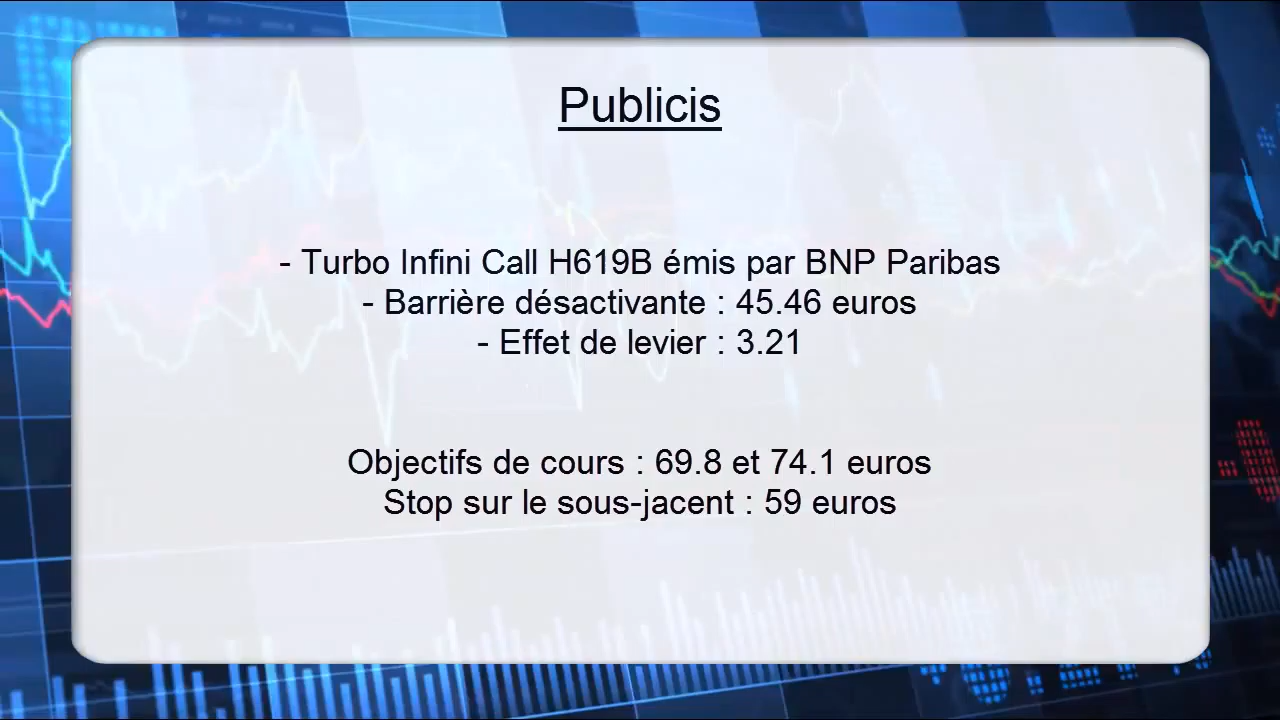 Publicis
- Turbo Infini Call H619B émis par BNP Paribas
- Barrière désactivante : 45.46 euros
- Effet de levier : 3.21
Objectifs de cours : 69.8 et 74.1 euros
Stop sur le sous-jacent : 59 euros